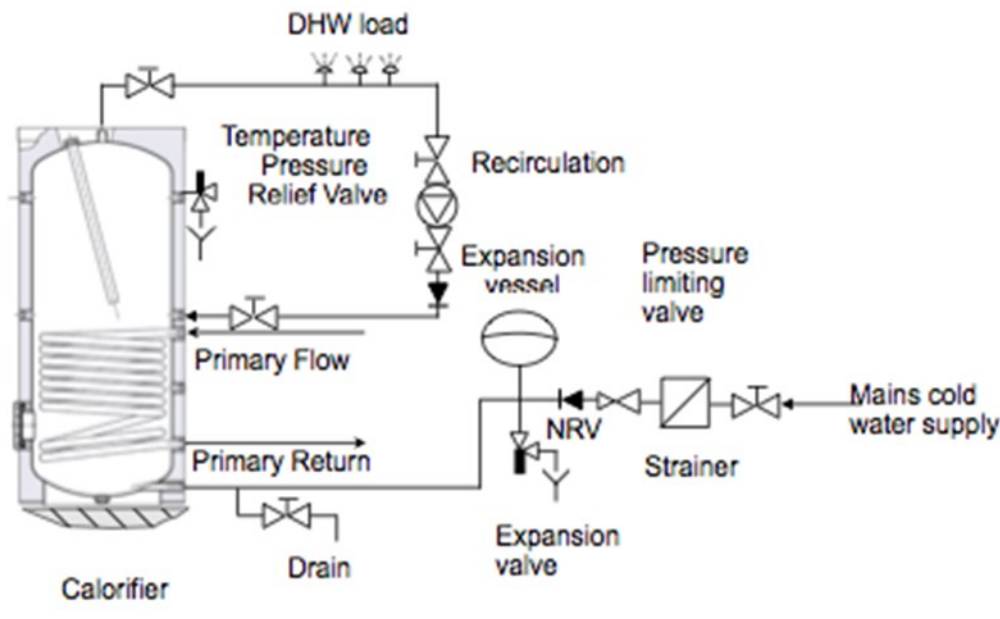 DHW load
Temperature
Pressure
Relief Valve
Recirculation
Expansion
vessel
Pressure
limiting
valve
Primary Flow
Mains cold
water supply
NRV
Primary Return
Strainer
Expansion
valve
Drain
Calorifier